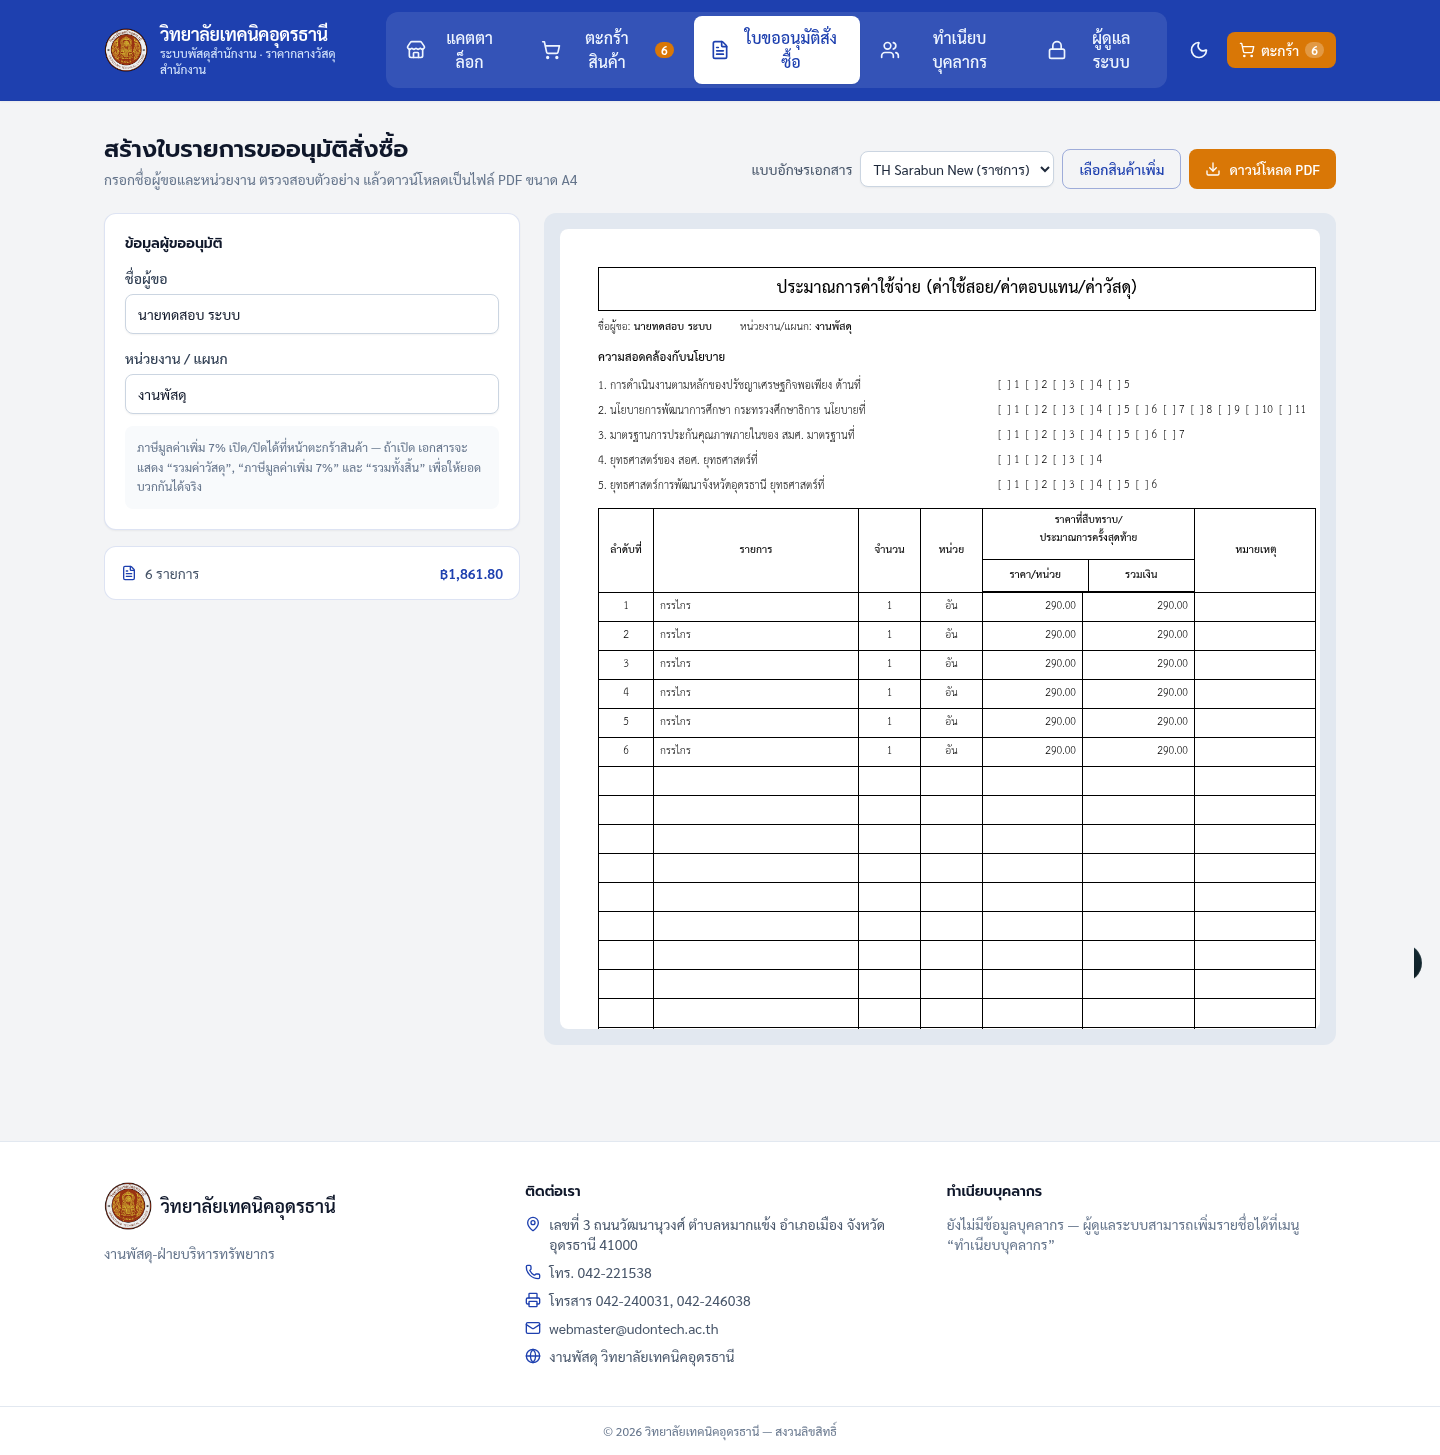 วิทยาลัยเทคนิคอุดรธานี
ระบบพัสดุสำนักงาน · ราคากลางวัสดุ
สำนักงาน
แคตตา
ล็อก
ตะกร้า
สินค้า
6
ใบขออนุมัติสั่ง
ซื้อ
ทำเนียบ
บุคลากร
ผู้ดูแล
ระบบ
ตะกร้า 6
สร้างใบรายการขออนุมัติสั่งซื้อ
กรอกชื่อผู้ขอและหน่วยงาน ตรวจสอบตัวอย่าง แล้วดาวน์โหลดเป็นไฟล์ PDF ขนาด A4
แบบอักษรเอกสาร
TH Sarabun New (ราชการ)
เลือกสินค้าเพิ่ม
ดาวน์โหลด PDF
ข้อมูลผู้ขออนุมัติ
ชื่อผู้ขอ
นายทดสอบ ระบบ
หน่วยงาน / แผนก
งานพัสดุ
ภาษีมูลค่าเพิ่ม 7% เปิด/ปิดได้ที่หน้าตะกร้าสินค้า — ถ้าเปิด เอกสารจะ
แสดง “รวมค่าวัสดุ”, “ภาษีมูลค่าเพิ่ม 7%” และ “รวมทั้งสิ้น” เพื่อให้ยอด
บวกกันได้จริง
6 รายการ
฿1,861.80
ประมาณการค่าใช้จ่าย (ค่าใช้สอย/ค่าตอบแทน/ค่าวัสดุ)
ชื่อผู้ขอ: นายทดสอบ ระบบ หน่วยงาน/แผนก: งานพัสดุ
ความสอดคล้องกับนโยบาย
1. การดำเนินงานตามหลักของปรัชญาเศรษฐกิจพอเพียง ด้านที่ [ ] 1 [ ] 2 [ ] 3 [ ] 4 [ ] 5
2. นโยบายการพัฒนาการศึกษา กระทรวงศึกษาธิการ นโยบายที่ [ ] 1 [ ] 2 [ ] 3 [ ] 4 [ ] 5 [ ] 6 [ ] 7 [ ] 8 [ ] 9 [ ] 10 [ ] 11
3. มาตรฐานการประกันคุณภาพภายในของ สมศ. มาตรฐานที่ [ ] 1 [ ] 2 [ ] 3 [ ] 4 [ ] 5 [ ] 6 [ ] 7
4. ยุทธศาสตร์ของ สอศ. ยุทธศาสตร์ที่ [ ] 1 [ ] 2 [ ] 3 [ ] 4
5. ยุทธศาสตร์การพัฒนาจังหวัดอุดรธานี ยุทธศาสตร์ที่ [ ] 1 [ ] 2 [ ] 3 [ ] 4 [ ] 5 [ ] 6
ลำดับที่ รายการ จำนวน หน่วย
ราคาที่สืบทราบ/
ประมาณการครั้งสุดท้าย
ราคา/หน่วย รวมเงิน
หมายเหตุ
1 กรรไกร 1 อัน 290.00 290.00
2 กรรไกร 1 อัน 290.00 290.00
3 กรรไกร 1 อัน 290.00 290.00
4 กรรไกร 1 อัน 290.00 290.00
5 กรรไกร 1 อัน 290.00 290.00
6 กรรไกร 1 อัน 290.00 290.00
วิทยาลัยเทคนิคอุดรธานี
งานพัสดุ-ฝ่ายบริหารทรัพยากร
ติดต่อเรา
เลขที่ 3 ถนนวัฒนานุวงศ์ ตำบลหมากแข้ง อำเภอเมือง จังหวัด
อุดรธานี 41000
โทร. 042-221538
โทรสาร 042-240031, 042-246038
webmaster@udontech.ac.th
งานพัสดุ วิทยาลัยเทคนิคอุดรธานี
ทำเนียบบุคลากร
ยังไม่มีข้อมูลบุคลากร — ผู้ดูแลระบบสามารถเพิ่มรายชื่อได้ที่เมนู
“ทำเนียบบุคลากร”
© 2026 วิทยาลัยเทคนิคอุดรธานี — สงวนลิขสิทธิ์